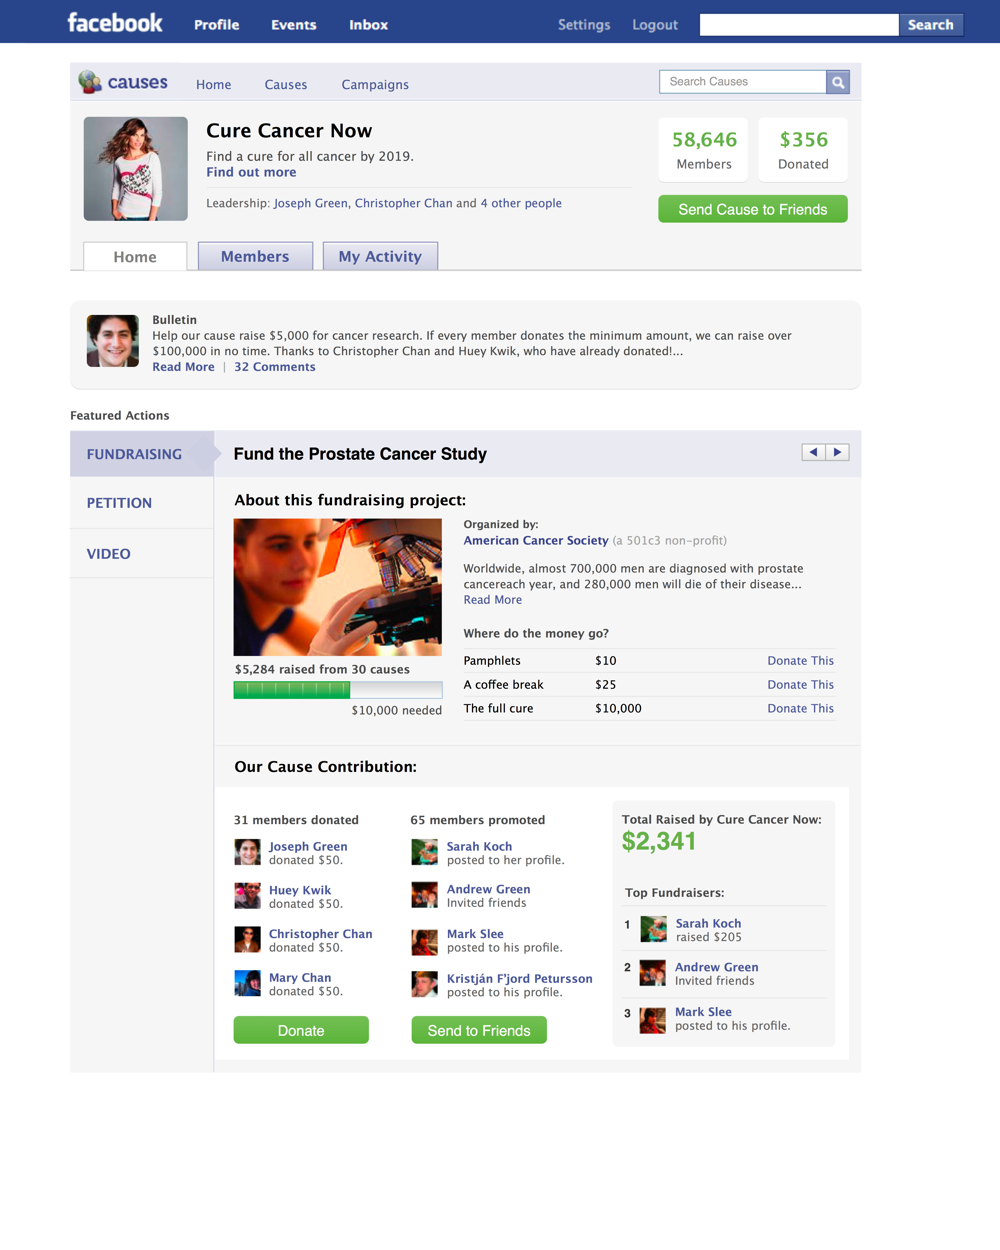 facebook Profile Events Inbox Settings Logout Search
causes Home Causes Campaigns Search Causes
Cure Cancer Now
Find a cure for all cancer by 2019.
Find out more
Leadership: Joseph Green, Christopher Chan and 4 other people
58,646
Members
$356
Donated
Send Cause to Friends
Home Members My Activity
Bulletin
Help our cause raise $5,000 for cancer research. If every member donates the minimum amount, we can raise over
$100,000 in no time. Thanks to Christopher Chan and Huey Kwik, who have already donated!...
Read More | 32 Comments
Featured Actions
FUNDRAISING
PETITION
VIDEO
Fund the Prostate Cancer Study
About this fundraising project:
$5,284 raised from 30 causes
$10,000 needed
Organized by:
American Cancer Society (a 501c3 non-profit)
Worldwide, almost 700,000 men are diagnosed with prostate
cancereach year, and 280,000 men will die of their disease...
Read More
Where do the money go?
Pamphlets $10 Donate This
A coffee break $25 Donate This
The full cure $10,000 Donate This
Our Cause Contribution:
31 members donated
Joseph Green
donated $50.
Huey Kwik
donated $50.
Christopher Chan
donated $50.
Mary Chan
donated $50.
Donate
65 members promoted
Sarah Koch
posted to her profile.
Andrew Green
Invited friends
Mark Slee
posted to his profile.
Kristján F'jord Petursson
posted to his profile.
Send to Friends
Total Raised by Cure Cancer Now:
$2,341
Top Fundraisers:
1 Sarah Koch
raised $205
2 Andrew Green
Invited friends
3 Mark Slee
posted to his profile.